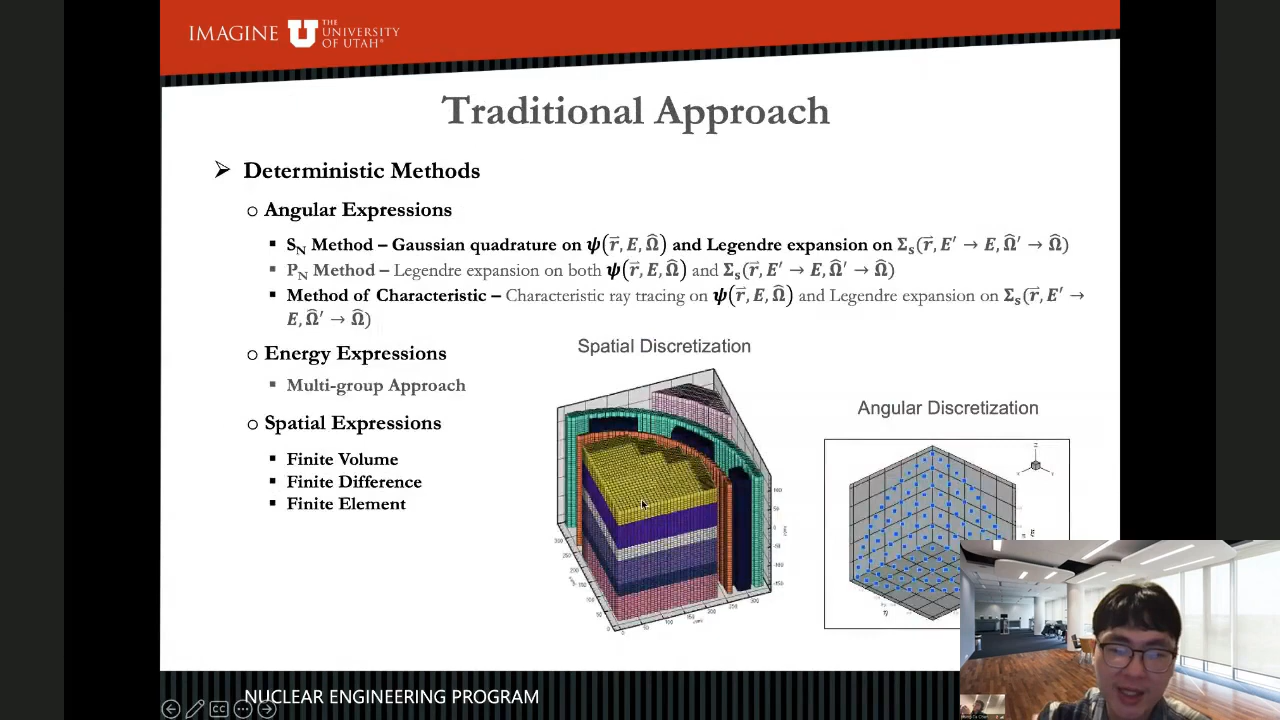 IMAGINE THE UNIVERSITY OF UTAH®
Traditional Approach
➢ Deterministic Methods
o Angular Expressions
▪ S_N Method – Gaussian quadrature on ψ(r⃗, E, Ω̂) and Legendre expansion on Σ_s(r⃗, E′ → E, Ω̂′ → Ω̂)
▪ P_N Method – Legendre expansion on both ψ(r⃗, E, Ω̂) and Σ_s(r⃗, E′ → E, Ω̂′ → Ω̂)
▪ Method of Characteristic – Characteristic ray tracing on ψ(r⃗, E, Ω̂) and Legendre expansion on Σ_s(r⃗, E′ →
E, Ω̂′ → Ω̂)
o Energy Expressions
▪ Multi-group Approach
o Spatial Expressions
▪ Finite Volume
▪ Finite Difference
▪ Finite Element
Spatial Discretization
Angular Discretization
NUCLEAR ENGINEERING PROGRAM
CC